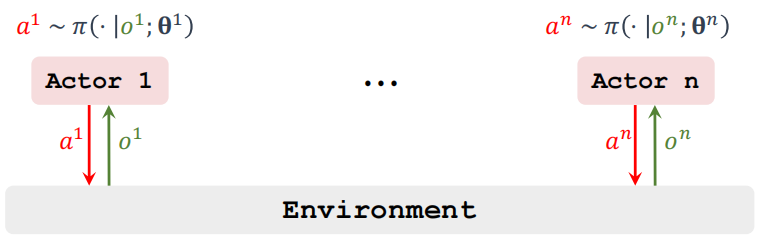 a¹ ~ π(· |o¹; θ¹) aⁿ ~ π(· |oⁿ; θⁿ)
Actor 1 ... Actor n
a¹ o¹ aⁿ oⁿ
Environment